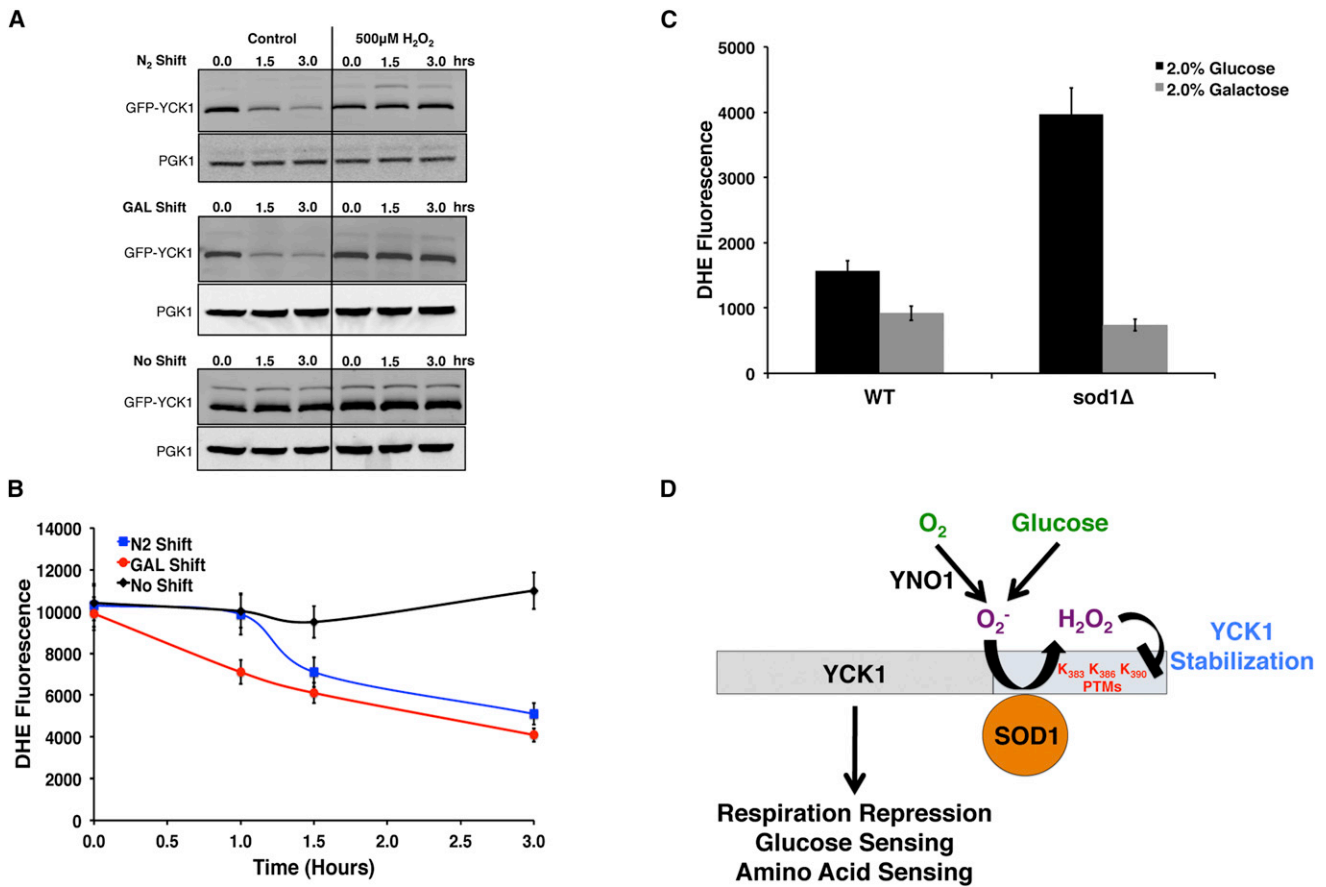 A
Control 500µM H₂O₂
N₂ Shift 0.0 1.5 3.0 0.0 1.5 3.0 hrs
GFP-YCK1
PGK1
GAL Shift 0.0 1.5 3.0 0.0 1.5 3.0 hrs
GFP-YCK1
PGK1
No Shift 0.0 1.5 3.0 0.0 1.5 3.0 hrs
GFP-YCK1
PGK1
B
14000
12000
10000
8000
6000
4000
2000
0
DHE Fluorescence
N2 Shift
GAL Shift
No Shift
0.0 1.0 1.5 2.0 2.5 3.0
Time (Hours)
C
5000
4000
3000
2000
1000
0
DHE Fluorescence
2.0% Glucose
2.0% Galactose
WT sod1Δ
D
O₂ Glucose
YNO1
O₂⁻ H₂O₂
YCK1
Stabilization
YCK1
K₃₈₃ K₃₈₆ K₃₉₀
PTMs
SOD1
Respiration Repression
Glucose Sensing
Amino Acid Sensing